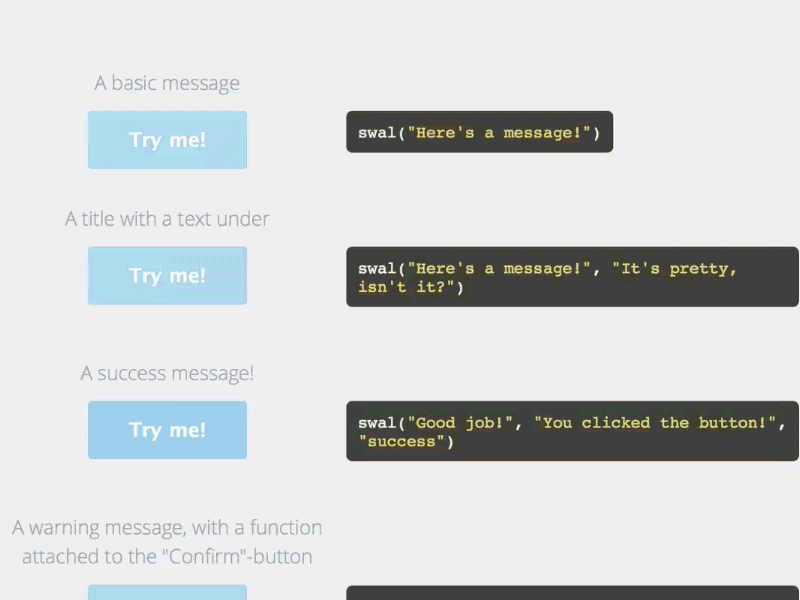 A basic message
Try me!
swal("Here's a message!")
A title with a text under
Try me!
swal("Here's a message!", "It's pretty,
isn't it?")
A success message!
Try me!
swal("Good job!", "You clicked the button!",
"success")
A warning message, with a function
attached to the "Confirm"-button